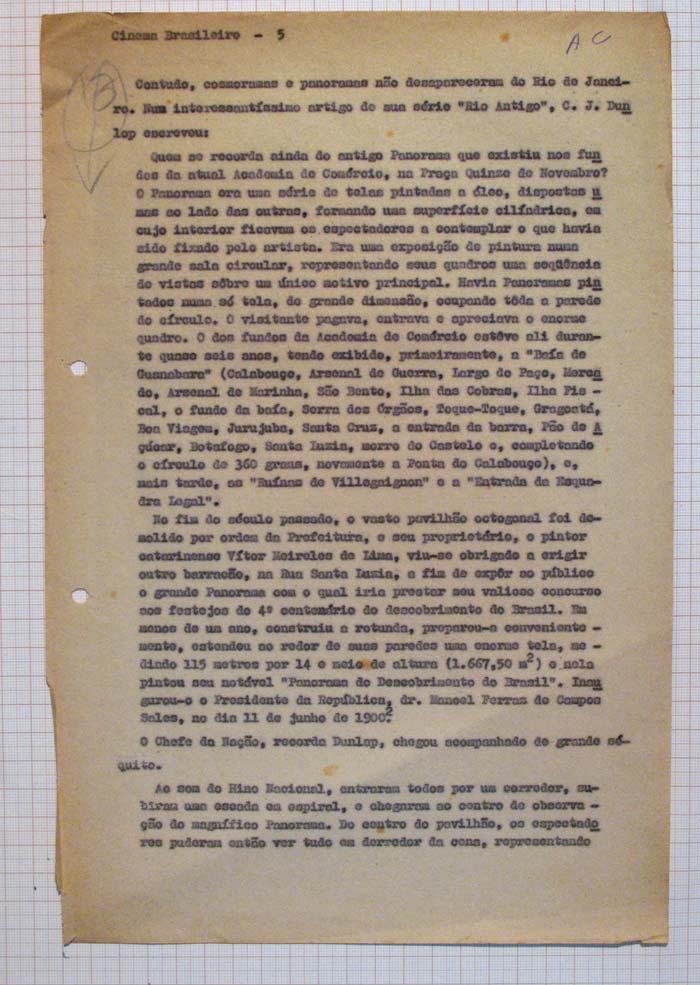 Cinema Brasileiro - 5
AC
Contudo, cosmoramas e panoramas não desapareceram do Rio de Janei-
ro. Num interessantíssimo artigo de sua série "Rio Antigo", C. J. Dun
lop escreveu:
Quem se recorda ainda do antigo Panorama que existiu nos fun
dos da atual Academia de Comércio, na Praça Quinze de Novembro?
O Panorama era uma série de telas pintadas a óleo, dispostas u
mas ao lado das outras, formando uma superfície cilíndrica, em
cujo interior ficavam os espectadores a contemplar o que havia
sido fixado pelo artista. Era uma exposição de pintura numa
grande sala circular, representando seus quadros uma seqüência
de vistas sôbre um único motivo principal. Havia Panoramas pin
tados numa só tela, de grande dimensão, ocupando tôda a parede
do círculo. O visitante pagava, entrava e apreciava o enorme
quadro. O dos fundos da Academia de Comércio estêve ali duran-
te quase seis anos, tendo exibido, primeiramente, a "Baía de
Guanabara" (Calabouço, Arsenal de Guerra, Largo do Paço, Merca
do, Arsenal de Marinha, São Bento, Ilha das Cobras, Ilha Fis -
cal, o fundo da baía, Serra dos Órgãos, Toque-Toque, Gragoatá,
Boa Viagem, Jurujuba, Santa Cruz, a entrada da barra, Pão de A
çúcar, Botafogo, Santa Luzia, morro do Castelo e, completando
o círculo de 360 graus, novamente a Ponta do Calabouço), e,
mais tarde, as "Ruínas de Villegaignon" e a "Entrada da Esqua-
dra Legal".
No fim do século passado, o vasto pavilhão octogonal foi de-
molido por ordem da Prefeitura, e seu proprietário, o pintor
catarinense Vítor Meireles de Lima, viu-se obrigado a erigir
outro barracão, na Rua Santa Luzia, a fim de expôr ao público
o grande Panorama com o qual iria prestar seu valioso concurso
aos festejos do 4º centenário do descobrimento do Brasil. Em
menos de um ano, construiu a rotunda, preparou-a conveniente -
mente, estendeu ao redor de suas paredes uma enorme tela, me -
dindo 115 metros por 14 e meio de altura (1.667,50 m2) e nela
pintou seu notável "Panorama do Descobrimento do Brasil". Inau
gurou-o o Presidente da República, dr. Manoel Ferraz de Campos
Sales, no dia 11 de junho de 1900.2
O Chefe da Nação, recorda Dunlap, chegou acompanhado de grande sé-
quito.
Ao som do Hino Nacional, entraram todos por um corredor, su-
biram uma escada em espiral, e chegaram ao centro de observa -
ção do magnífico Panorama. Do centro do pavilhão, os espectado
res puderam então ver tudo em derredor da cena, representando